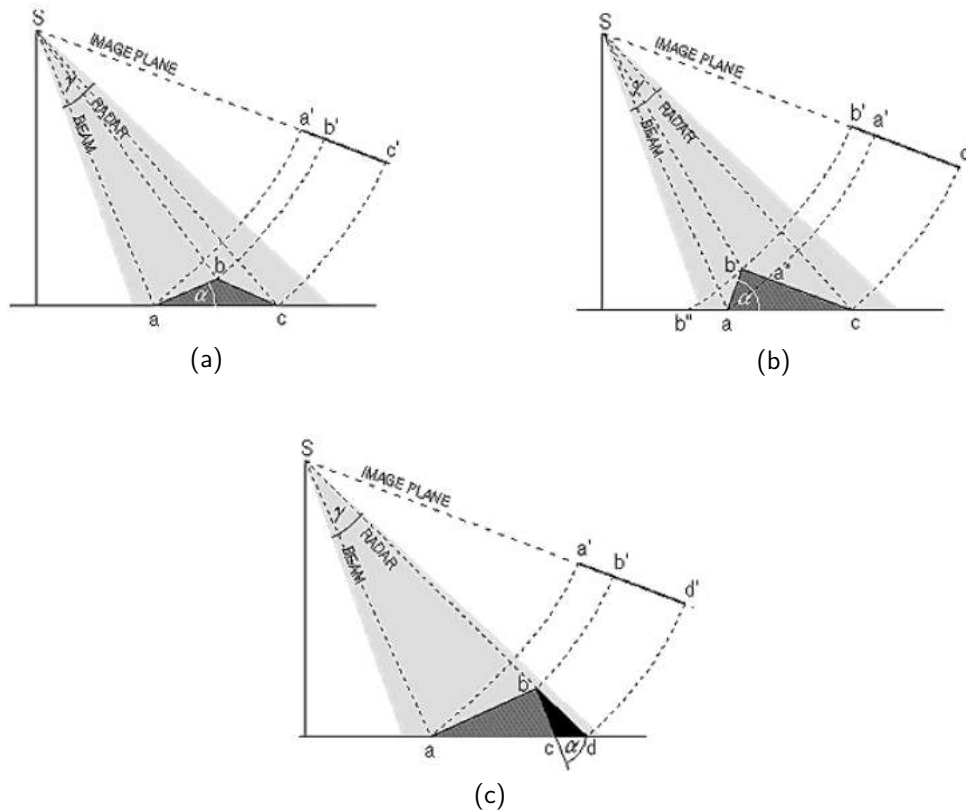 S
IMAGE PLANE
γ
RADAR
BEAM
a' b' c'
b
α
a c
(a)
S
IMAGE PLANE
RADAR
BEAM
b' a' c
b a"
α
b" a c
(b)
S
IMAGE PLANE
γ
RADAR
BEAM
a' b' d'
b
a c α d
(c)